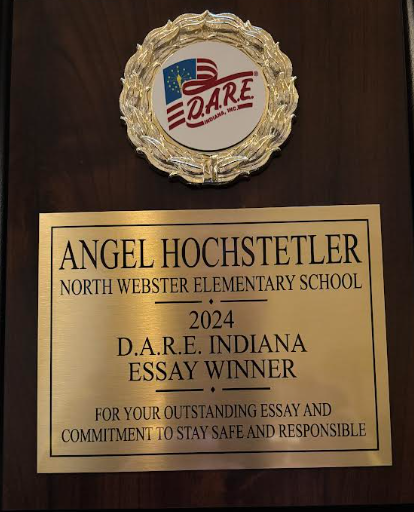 D.A.R.E.®
INDIANA, INC.
ANGEL HOCHSTETLER
NORTH WEBSTER ELEMENTARY SCHOOL
2024
D.A.R.E. INDIANA
ESSAY WINNER
FOR YOUR OUTSTANDING ESSAY AND
COMMITMENT TO STAY SAFE AND RESPONSIBLE